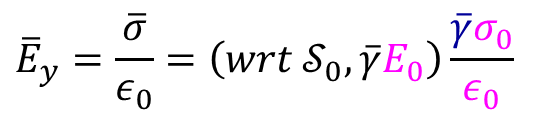 Ē_y = σ̄/ϵ₀ = (wrt 𝒮₀, γ̄E₀) γ̄σ₀/ϵ₀